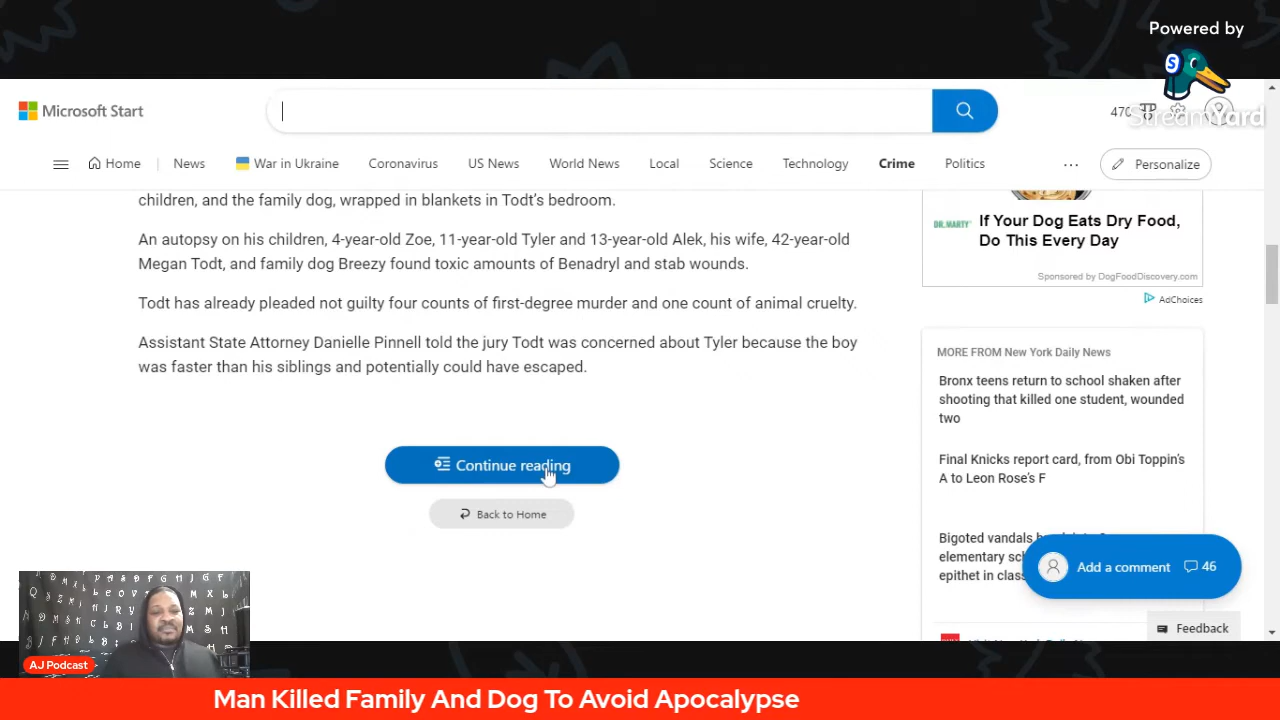 Powered by
S
StreamYard
Microsoft Start
470
Home
News
War in Ukraine
Coronavirus
US News
World News
Local
Science
Technology
Crime
Politics
...
Personalize
children, and the family dog, wrapped in blankets in Todt's bedroom.
An autopsy on his children, 4-year-old Zoe, 11-year-old Tyler and 13-year-old Alek, his wife, 42-year-old
Megan Todt, and family dog Breezy found toxic amounts of Benadryl and stab wounds.
Todt has already pleaded not guilty four counts of first-degree murder and one count of animal cruelty.
Assistant State Attorney Danielle Pinnell told the jury Todt was concerned about Tyler because the boy
was faster than his siblings and potentially could have escaped.
Continue reading
Back to Home
DR. MARTY
If Your Dog Eats Dry Food,
Do This Every Day
Sponsored by DogFoodDiscovery.com
AdChoices
MORE FROM New York Daily News
Bronx teens return to school shaken after
shooting that killed one student, wounded
two
Final Knicks report card, from Obi Toppin's
A to Leon Rose's F
Bigoted vandals
elementary
epithet in
Add a comment
46
Feedback
AJ Podcast
Man Killed Family And Dog To Avoid Apocalypse